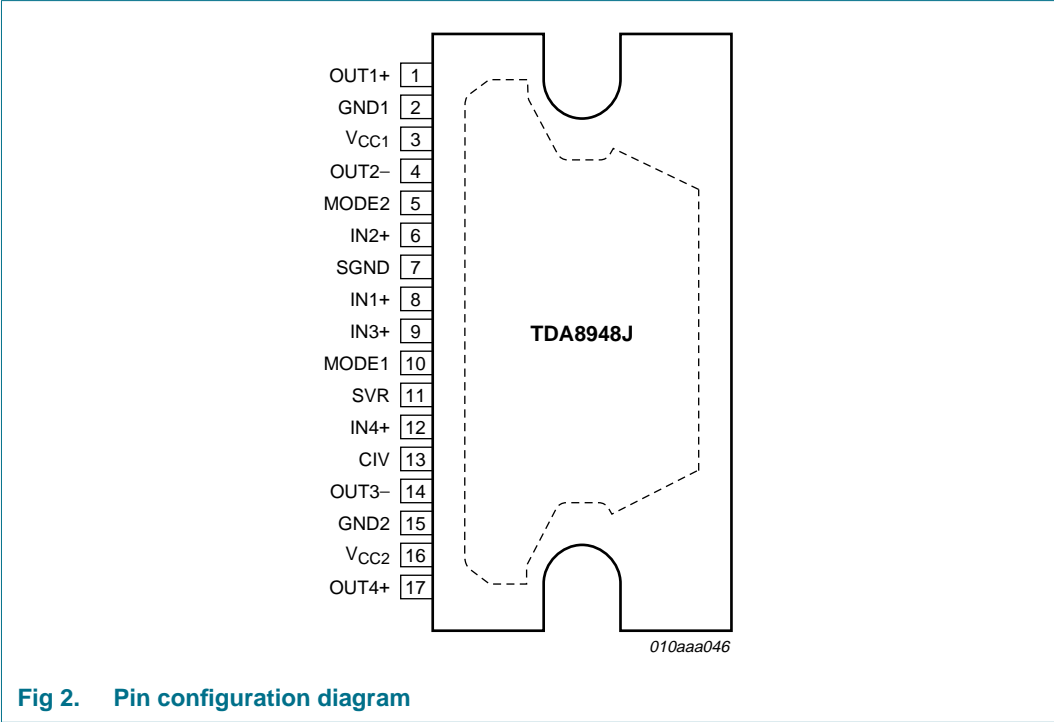 OUT1+ 1
GND1 2
VCC1 3
OUT2− 4
MODE2 5
IN2+ 6
SGND 7
IN1+ 8
IN3+ 9
TDA8948J
MODE1 10
SVR 11
IN4+ 12
CIV 13
OUT3− 14
GND2 15
VCC2 16
OUT4+ 17
010aaa046
Fig 2. Pin configuration diagram